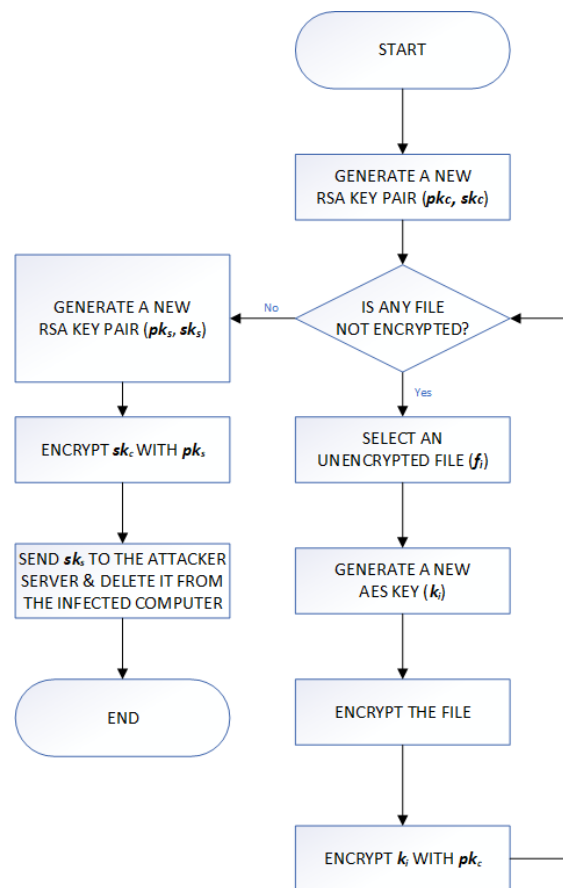 START
GENERATE A NEW
RSA KEY PAIR (pkc, skc)
IS ANY FILE
NOT ENCRYPTED?
No
Yes
GENERATE A NEW
RSA KEY PAIR (pks, sks)
ENCRYPT skc WITH pks
SEND sks TO THE ATTACKER
SERVER & DELETE IT FROM
THE INFECTED COMPUTER
END
SELECT AN
UNENCRYPTED FILE (fi)
GENERATE A NEW
AES KEY (ki)
ENCRYPT THE FILE
ENCRYPT ki WITH pkc